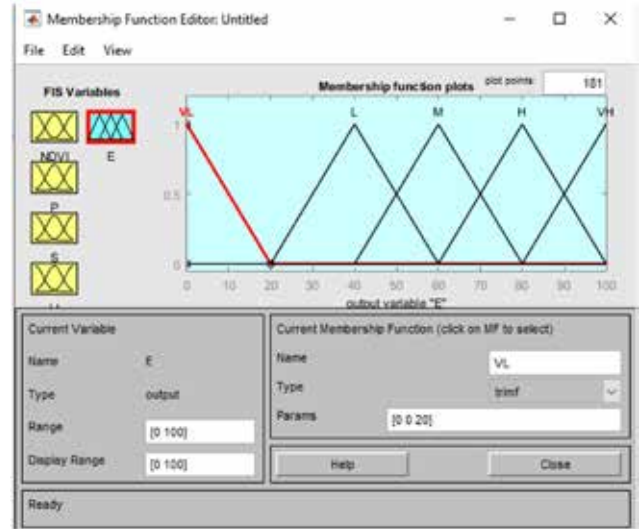 Membership Function Editor: Untitled
File Edit View
FIS Variables
Membership function plots
plot points:
181
NDVI
E
P
S
VL
L
M
H
VH
1
0.5
0
0 10 20 30 40 50 60 70 80 90 100
output variable "E"
Current Variable
Name E
Type output
Range [0 100]
Display Range [0 100]
Current Membership Function (click on MF to select)
Name VL
Type trimf
Params [0 0 20]
Help
Close
Ready